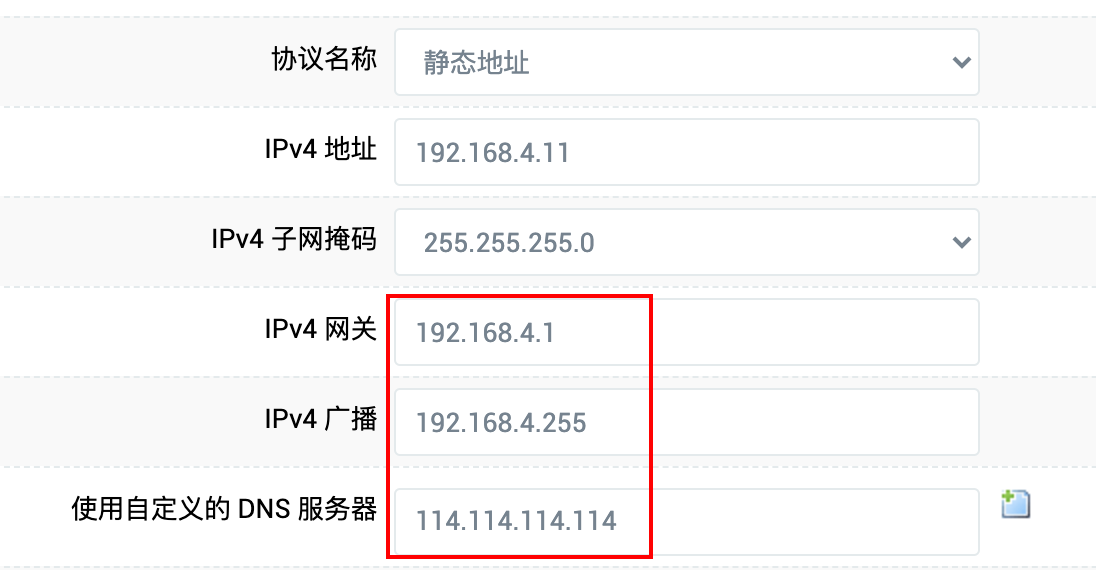 协议名称 静态地址
IPv4 地址 192.168.4.11
IPv4 子网掩码 255.255.255.0
IPv4 网关 192.168.4.1
IPv4 广播 192.168.4.255
使用自定义的 DNS 服务器 114.114.114.114